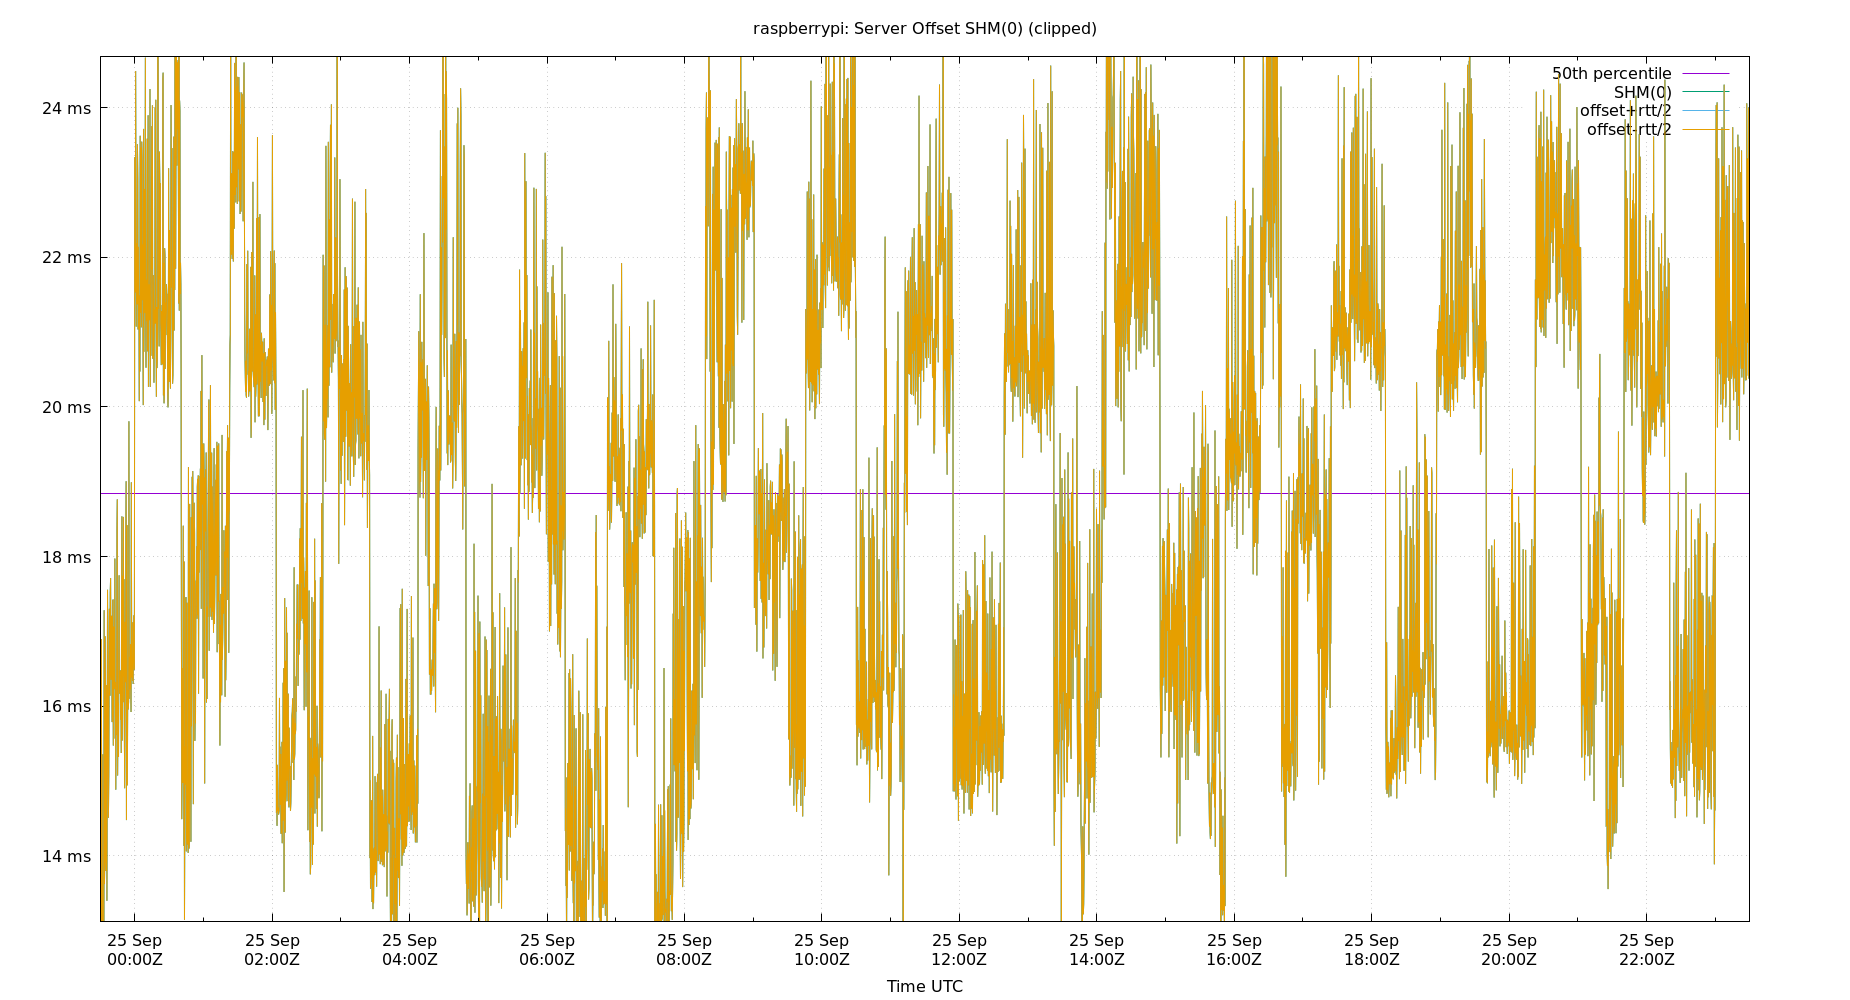 raspberrypi: Server Offset SHM(0) (clipped)
50th percentile
SHM(0)
offset+rtt/2
offset-rtt/2
24 ms
22 ms
20 ms
18 ms
16 ms
14 ms
25 Sep 25 Sep 25 Sep 25 Sep 25 Sep 25 Sep 25 Sep 25 Sep 25 Sep 25 Sep 25 Sep 25 Sep
00:00Z 02:00Z 04:00Z 06:00Z 08:00Z 10:00Z 12:00Z 14:00Z 16:00Z 18:00Z 20:00Z 22:00Z
Time UTC